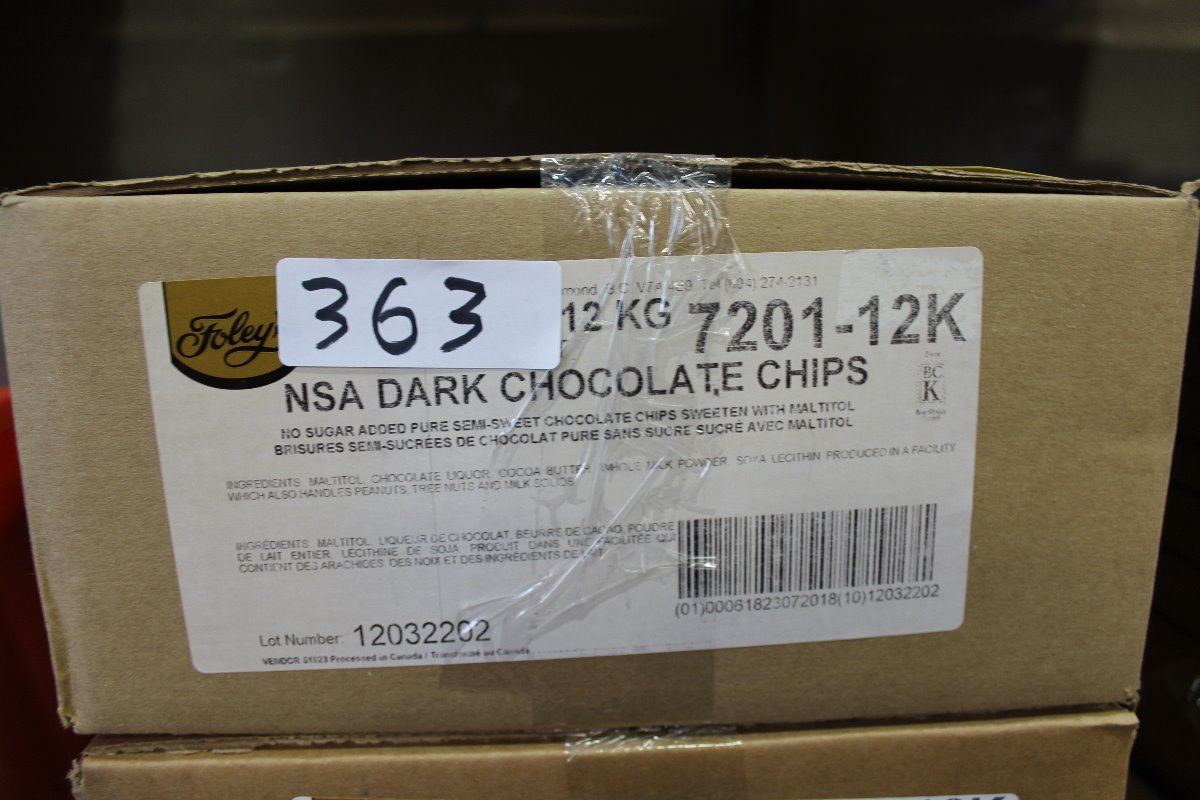 Foley's
363
mond B C V7A 4S9 Tel (604) 274-2131
12 KG 7201-12K
NSA DARK CHOCOLATE CHIPS
BC
K
NO SUGAR ADDED PURE SEMI-SWEET CHOCOLATE CHIPS SWEETEN WITH MALTITOL
BRISURES SEMI-SUCRÉES DE CHOCOLAT PURE SANS SUCRE SUCRÉ AVEC MALTITOL
INGREDIENTS: MALTITOL, CHOCOLATE LIQUOR, COCOA BUTTER, WHOLE MILK POWDER, SOYA LECITHIN PRODUCED IN A FACILITY
WHICH ALSO HANDLES PEANUTS, TREE NUTS AND MILK SOLIDS
INGRÉDIENTS: MALTITOL, LIQUEUR DE CHOCOLAT, BEURRE DE CACAO, POUDRE
DE LAIT ENTIER, LÉCITHINE DE SOJA. PRODUIT DANS UNE FACILITÉE QUI
CONTIENT DES ARACHIDES, DES NOIX ET DES INGRÉDIENTS DE LAIT
(01)00061823072018(10)12032202
Lot Number: 12032202
VENDOR 61823 Processed in Canada / Transformé au Canada